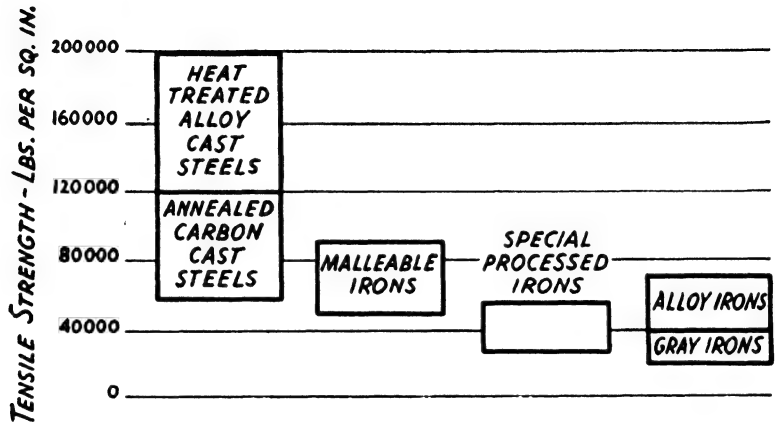 TENSILE STRENGTH - LBS. PER SQ. IN.
200000
160000
120000
80000
40000
0
HEAT
TREATED
ALLOY
CAST
STEELS
ANNEALED
CARBON
CAST
STEELS
MALLEABLE
IRONS
SPECIAL
PROCESSED
IRONS
ALLOY IRONS
GRAY IRONS